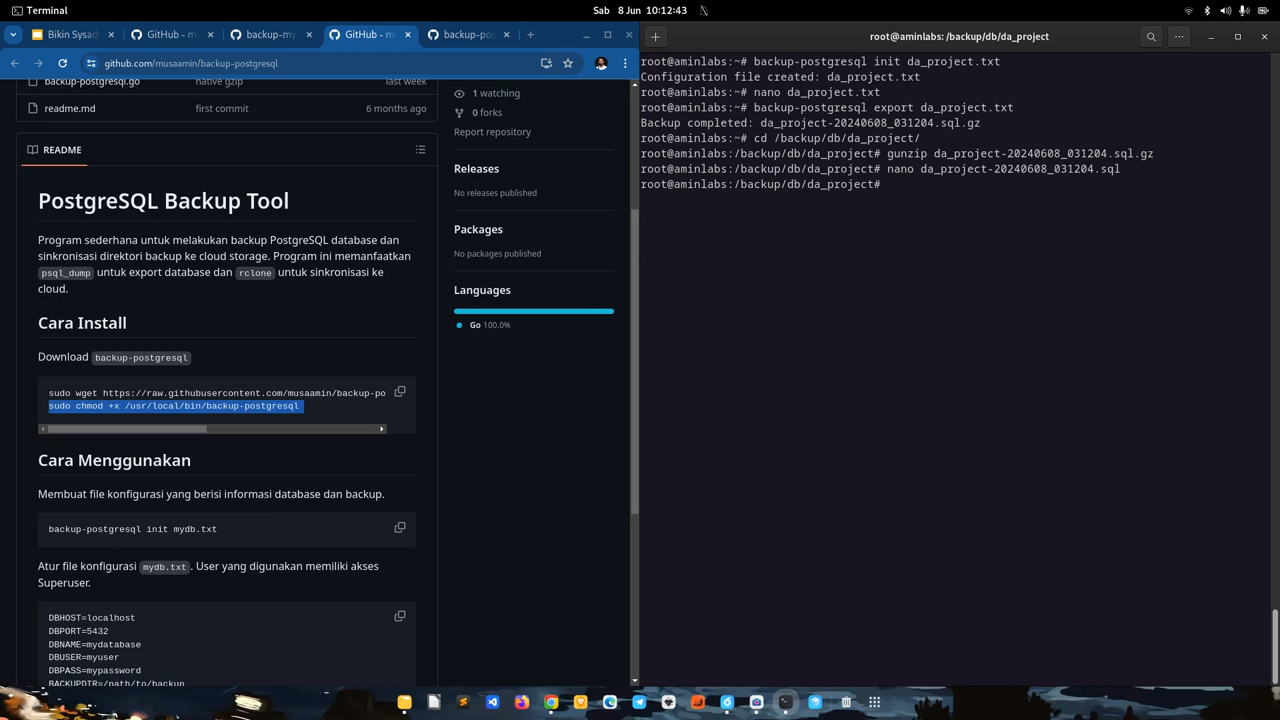 Terminal
Sab 8 Jun 10:12:43
Bikin Sysad
GitHub - m
backup-my
GitHub - m
backup-pos
github.com/musaamin/backup-postgresql
backup-postgresql.go native gzip last week
readme.md first commit 6 months ago
README
PostgreSQL Backup Tool
Program sederhana untuk melakukan backup PostgreSQL database dan
sinkronisasi direktori backup ke cloud storage. Program ini memanfaatkan
psql_dump untuk export database dan rclone untuk sinkronisasi ke
cloud.
Cara Install
Download backup-postgresql
sudo wget https://raw.githubusercontent.com/musaamin/backup-po
sudo chmod +x /usr/local/bin/backup-postgresql
Cara Menggunakan
Membuat file konfigurasi yang berisi informasi database dan backup.
backup-postgresql init mydb.txt
Atur file konfigurasi mydb.txt. User yang digunakan memiliki akses
Superuser.
DBHOST=localhost
DBPORT=5432
DBNAME=mydatabase
DBUSER=myuser
DBPASS=mypassword
BACKUPDIR=/path/to/backup
1 watching
0 forks
Report repository
Releases
No releases published
Packages
No packages published
Languages
Go 100.0%
root@aminlabs: /backup/db/da_project
root@aminlabs:~# backup-postgresql init da_project.txt
Configuration file created: da_project.txt
root@aminlabs:~# nano da_project.txt
root@aminlabs:~# backup-postgresql export da_project.txt
Backup completed: da_project-20240608_031204.sql.gz
root@aminlabs:~# cd /backup/db/da_project/
root@aminlabs:/backup/db/da_project# gunzip da_project-20240608_031204.sql.gz
root@aminlabs:/backup/db/da_project# nano da_project-20240608_031204.sql
root@aminlabs:/backup/db/da_project#